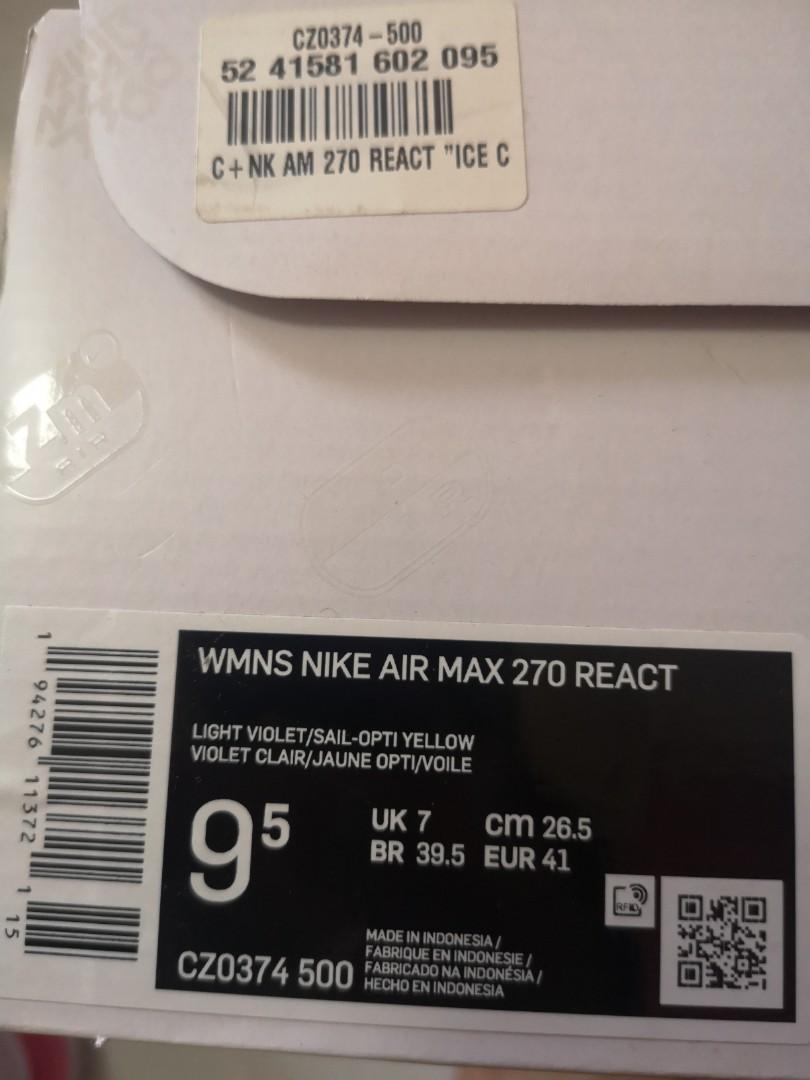 CZ0374-500
52 41581 602 095
C+NK AM 270 REACT "ICE C
WMNS NIKE AIR MAX 270 REACT
LIGHT VIOLET/SAIL-OPTI YELLOW
VIOLET CLAIR/JAUNE OPTI/VOILE
9⁵
UK 7 cm 26.5
BR 39.5 EUR 41
RFID
MADE IN INDONESIA /
FABRIQUE EN INDONESIE /
FABRICADO NA INDONÉSIA /
HECHO EN INDONESIA
CZ0374 500
1 94276 11372 1 15